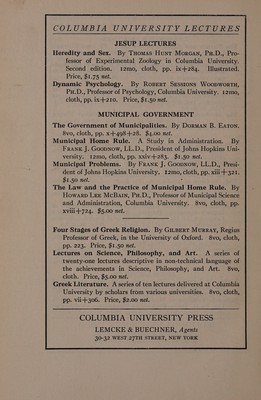 COLUMBIA UNIVERSITY LECTURES
JESUP LECTURES
Heredity and Sex. By THOMAS HUNT MORGAN, PH.D., Pro-
fessor of Experimental Zoology in Columbia University.
Second edition. 12mo, cloth, pp. ix+284. Illustrated.
Price, $1.75 net.
Dynamic Psychology. By ROBERT SESSIONS WOODWORTH,
PH.D., Professor of Psychology, Columbia University. 12mo,
cloth, pp. ix+210. Price, $1.50 net.
MUNICIPAL GOVERNMENT
The Government of Municipalities. By DORMAN B. EATON.
8vo, cloth, pp. x+498+28. $4.00 net.
Municipal Home Rule. A Study in Administration. By
FRANK J. GOODNOW, LL.D., President of Johns Hopkins Uni-
versity. 12mo, cloth, pp. xxiv+283. $1.50 net.
Municipal Problems. By FRANK J. GOODNOW, LL.D., Presi-
dent of Johns Hopkins University. 12mo, cloth, pp. xiii+321.
$1.50 net.
The Law and the Practice of Municipal Home Rule. By
HOWARD LEE MCBAIN, PH.D., Professor of Municipal Science
and Administration, Columbia University. 8vo, cloth, pp.
xviii+724. $5.00 net.
Four Stages of Greek Religion. By GILBERT MURRAY, Regius
Professor of Greek, in the University of Oxford. 8vo, cloth,
pp. 223. Price, $1.50 net.
Lectures on Science, Philosophy, and Art. A series of
twenty-one lectures descriptive in non-technical language of
the achievements in Science, Philosophy, and Art. 8vo,
cloth. Price, $5.00 net.
Greek Literature. A series of ten lectures delivered at Columbia
University by scholars from various universities. 8vo, cloth,
pp. vii+306. Price, $2.00 net.
COLUMBIA UNIVERSITY PRESS
LEMCKE & BUECHNER, Agents
30-32 WEST 27TH STREET, NEW YORK